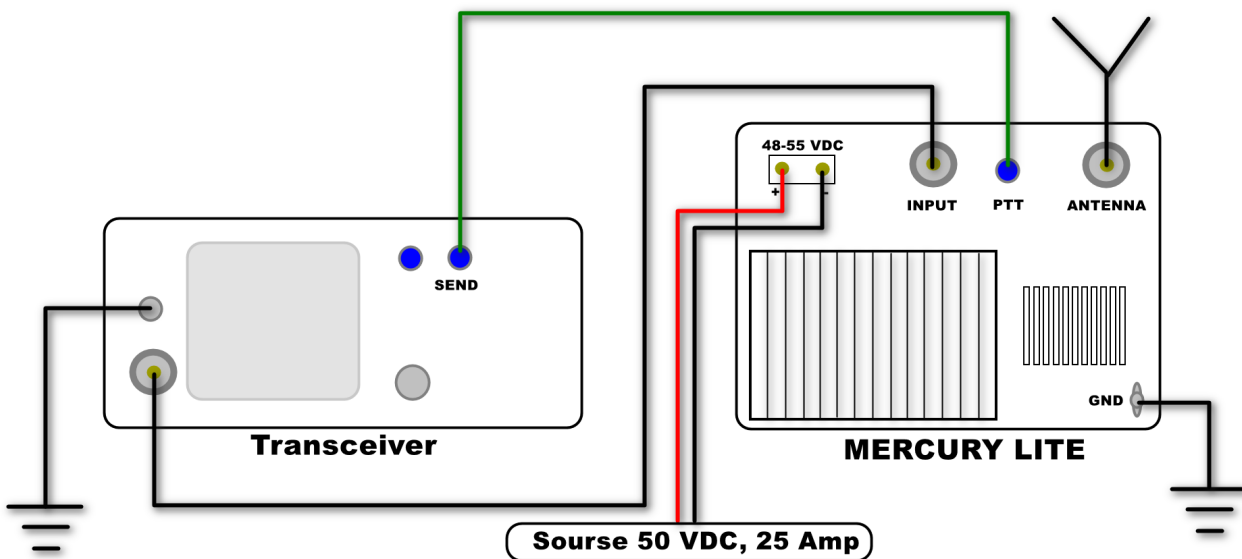 48-55 VDC
+ -
INPUT
PTT
ANTENNA
SEND
GND
Transceiver
MERCURY LITE
Sourse 50 VDC, 25 Amp